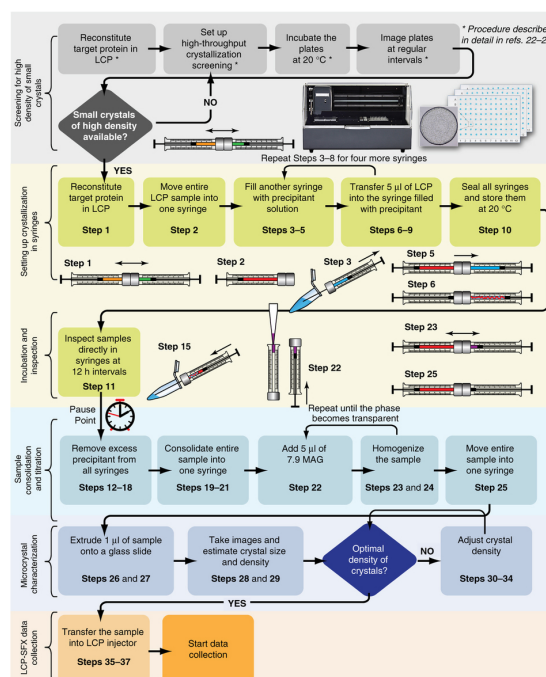 Screening for high
density of small
crystals
Reconstitute
target protein in
LCP *
Set up
high-throughput
crystallization
screening *
Incubate the
plates
at 20 °C *
Image plates
at regular
intervals *
* Procedure describe
in detail in refs. 22–2
NO
Small crystals
of high density
available?
YES
Repeat Steps 3–8 for four more syringes
Setting up crystallization
in syringes
Reconstitute
target protein
in LCP
Step 1
Move entire
LCP sample into
one syringe
Step 2
Fill another
syringe with
precipitant
solution
Steps 3–5
Transfer 5 µl of LCP
into the syringe filled
with precipitant
Steps 6–9
Seal all syringes
and store them
at 20 °C
Step 10
Step 1
Step 2
Step 3
Step 5
Step 6
Incubation and
inspection
Inspect samples
directly in
syringes at
12 h intervals
Step 11
Pause
Point
Step 15
Step 22
Step 23
Step 25
Repeat until the phase
becomes transparent
Sample
consolidation
and titration
Remove excess
precipitant from
all syringes
Steps 12–18
Consolidate entire
sample into
one syringe
Steps 19–21
Add 5 µl of
7.9 MAG
Step 22
Homogenize
the sample
Steps 23 and 24
Move entire
sample into
one syringe
Step 25
Microcrystal
characterization
Extrude 1 µl of sample
onto a glass slide
Steps 26 and 27
Take images and
estimate crystal size
and density
Steps 28 and 29
Optimal
density of
crystals?
NO
Adjust crystal
density
Steps 30–34
YES
LCP-SFX data
collection
Transfer the sample
into LCP injector
Steps 35–37
Start data
collection